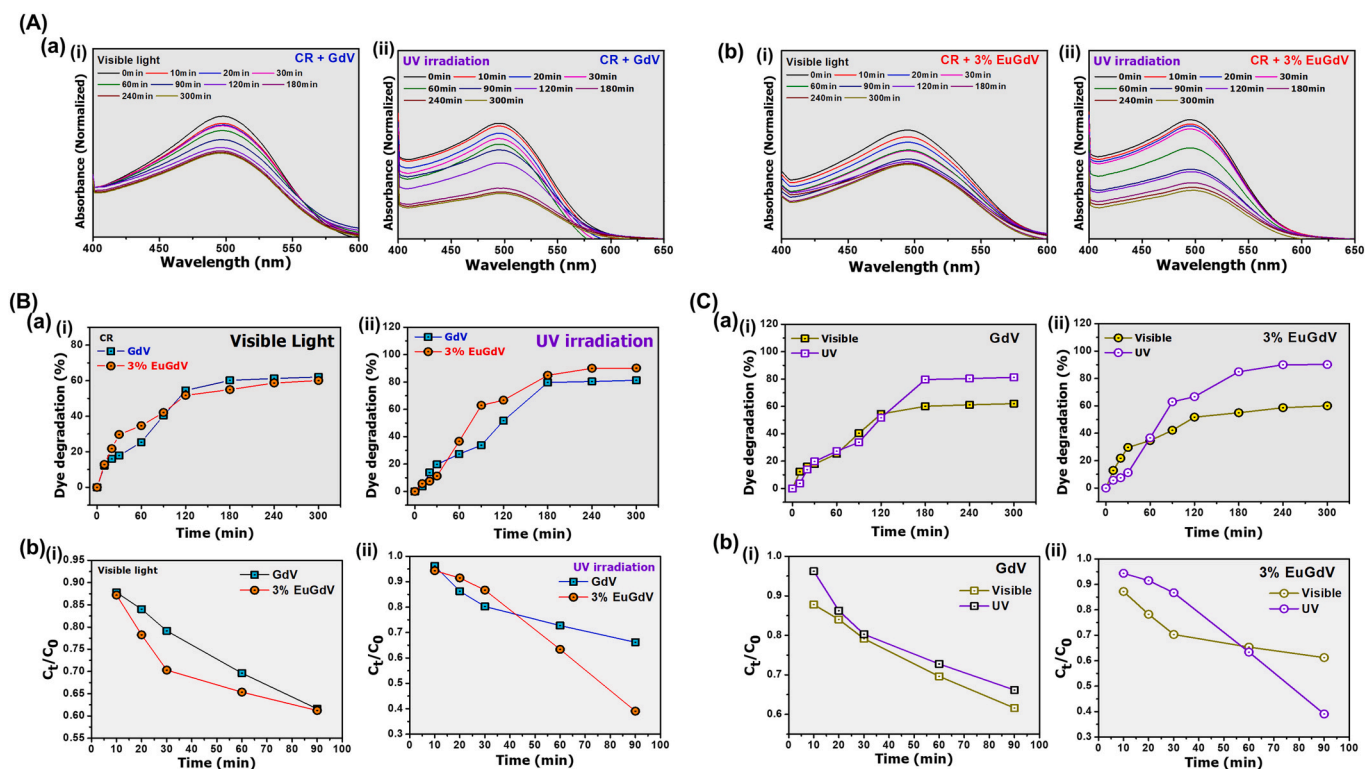 (A)
(a) (i)
Visible light
CR + GdV
0min 10min 20min 30min
60min 90min 120min 180min
240min 300min
Absorbance (Normalized)
400 450 500 550 600
Wavelength (nm)
(ii)
UV irradiation
CR + GdV
0min 10min 20min 30min
60min 90min 120min 180min
240min 300min
Absorbance (Normalized)
400 450 500 550 600 650
Wavelength (nm)
(b) (i)
Visible light
CR + 3% EuGdV
0min 10min 20min 30min
60min 90min 120min 180min
240min 300min
Absorbance (Normalized)
400 450 500 550 600
Wavelength (nm)
(ii)
UV irradiation
CR + 3% EuGdV
0min 10min 20min 30min
60min 90min 120min 180min
240min 300min
Absorbance (Normalized)
400 450 500 550 600 650
Wavelength (nm)
(B)
(a) (i)
CR
Visible Light
GdV
3% EuGdV
Dye degradation (%)
80
60
40
20
0
0 60 120 180 240 300
Time (min)
(ii)
UV irradiation
GdV
3% EuGdV
Dye degradation (%)
120
100
80
60
40
20
0
0 60 120 180 240 300
Time (min)
(b) (i)
Visible light
GdV
3% EuGdV
Ct/C0
0.95
0.90
0.85
0.80
0.75
0.70
0.65
0.60
0.55
0 10 20 30 40 50 60 70 80 90 100
Time (min)
(ii)
UV irradiation
GdV
3% EuGdV
Ct/C0
1.0
0.9
0.8
0.7
0.6
0.5
0.4
0.3
0 10 20 30 40 50 60 70 80 90 100
Time (min)
(C)
(a) (i)
Visible
UV
GdV
Dye degradation (%)
120
100
80
60
40
20
0
0 60 120 180 240 300
Time (min)
(ii)
Visible
UV
3% EuGdV
120
100
80
60
40
20
0
0 60 120 180 240 300
Time (min)
(b) (i)
GdV
Visible
UV
Ct/C0
1.0
0.9
0.8
0.7
0.6
0 10 20 30 40 50 60 70 80 90 100
Time (min)
(ii)
3% EuGdV
Visible
UV
1.0
0.9
0.8
0.7
0.6
0.5
0.4
0.3
0 10 20 30 40 50 60 70 80 90 100
Time (min)